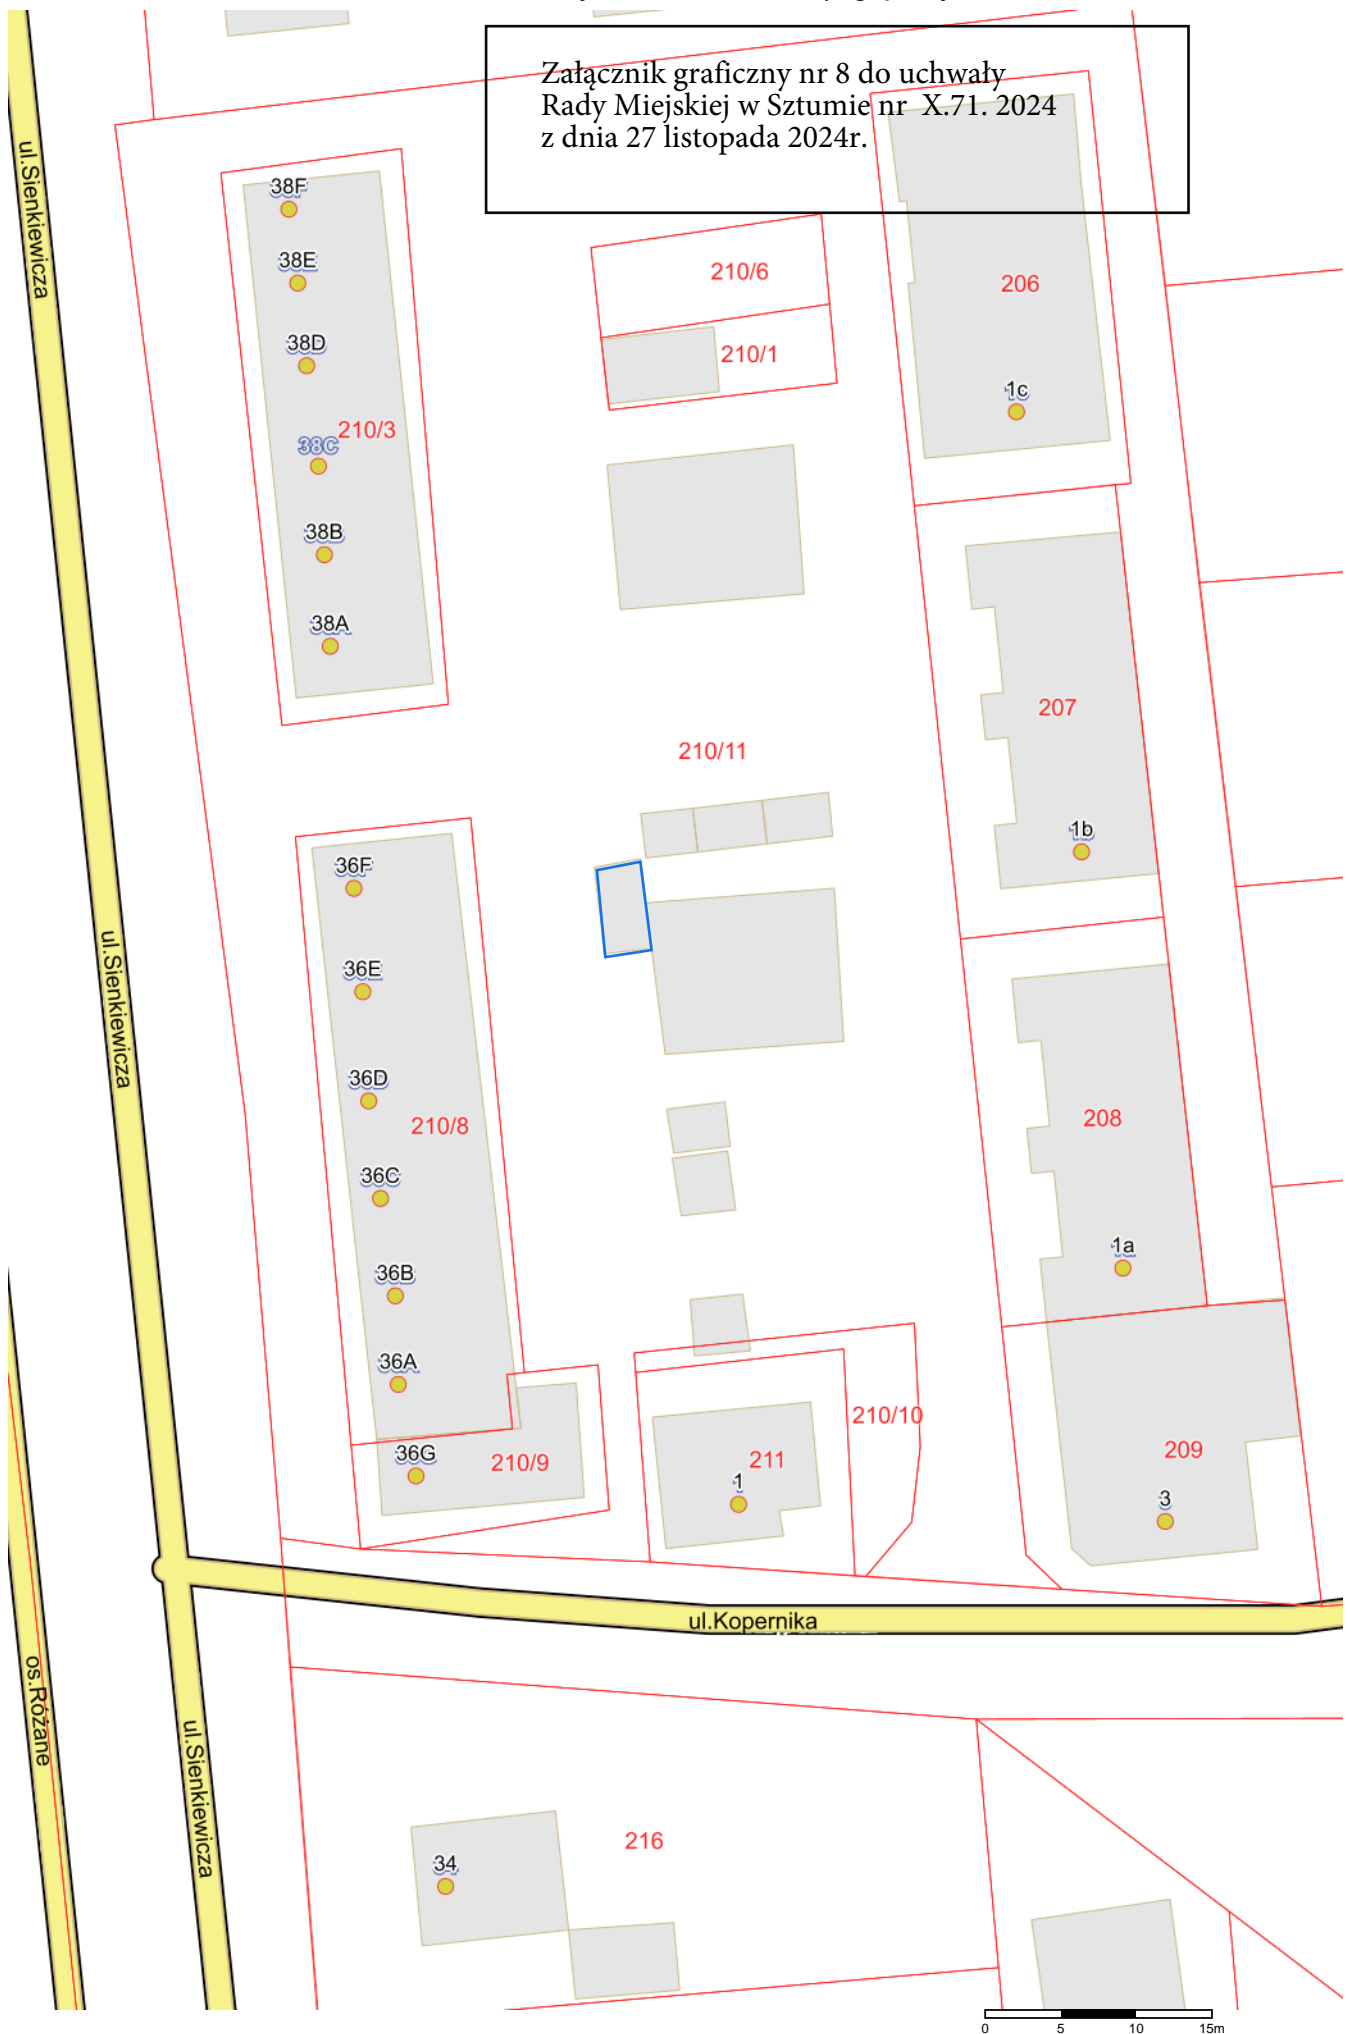 Załącznik graficzny nr 8 do uchwały
Rady Miejskiej w Sztumie nr X.71. 2024
z dnia 27 listopada 2024r.
ul.Sienkiewicza
38F
38E
38D
210/3
38C
38B
38A
210/6
210/1
206
1c
207
1b
210/11
ul.Sienkiewicza
36F
36E
36D
210/8
36C
36B
36A
36G
210/9
208
1a
210/10
211
1
209
3
ul.Kopernika
os.Różane
ul.Sienkiewicza
216
34
0 5 10 15m